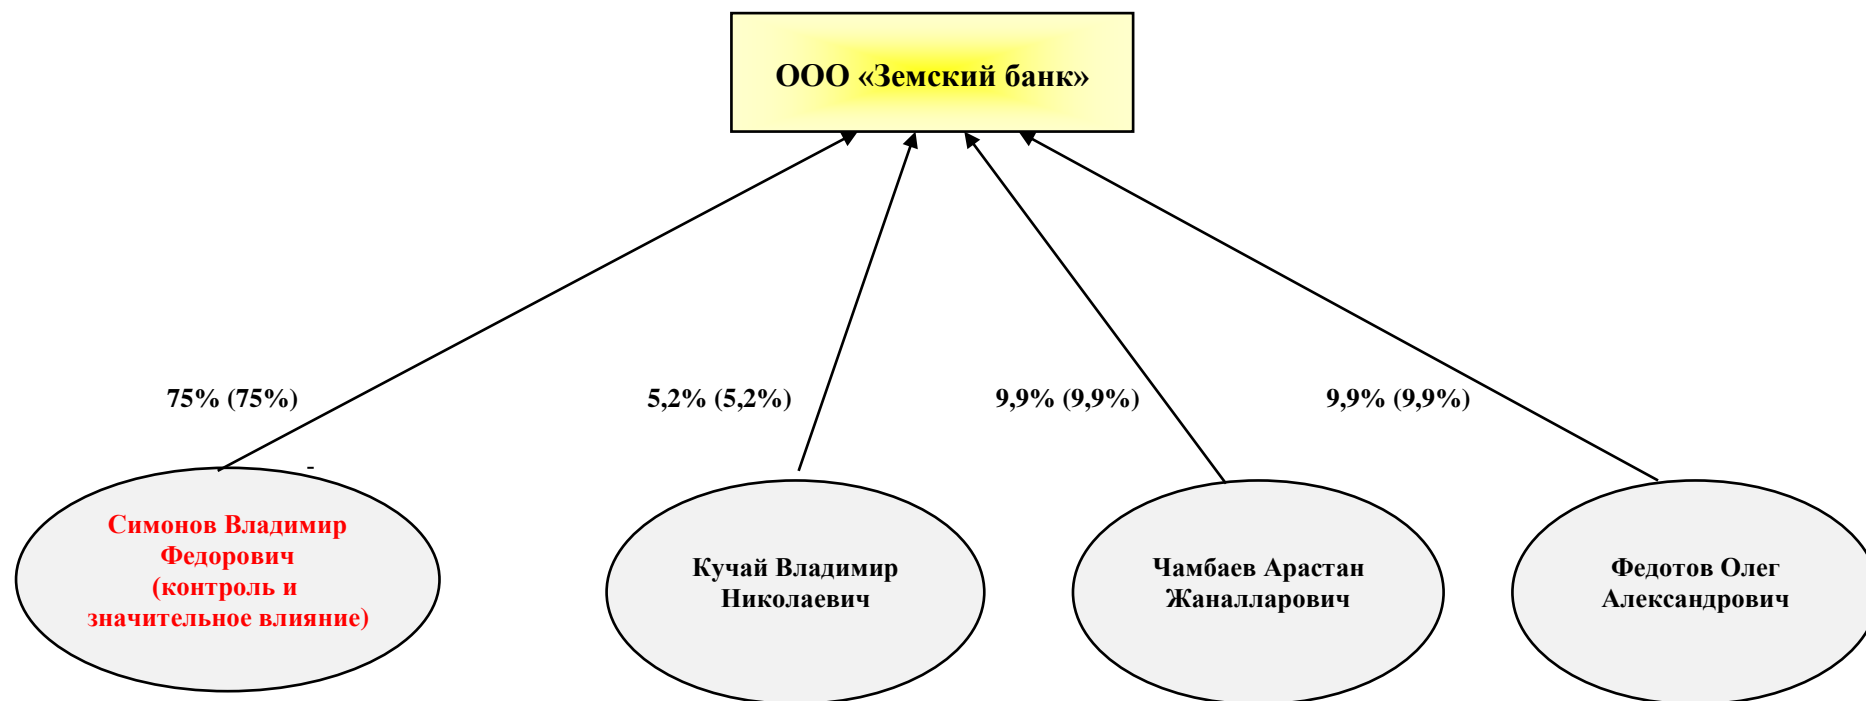 ООО «Земский банк»
75% (75%)
5,2% (5,2%)
9,9% (9,9%)
9,9% (9,9%)
-
Симонов Владимир
Федорович
(контроль и
значительное влияние)
Кучай Владимир
Николаевич
Чамбаев Арастан
Жаналларович
Федотов Олег
Александрович